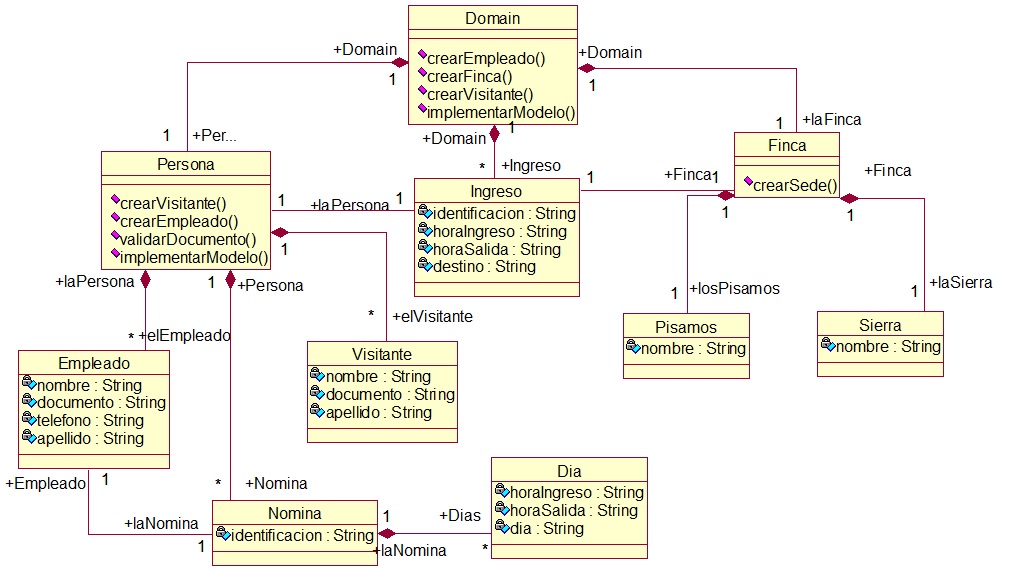 Domain
crearEmpleado()
crearFinca()
crearVisitante()
implementarModelo()
+Domain
1
+Domain
1
+Domain
1
1
+Per...
* +Ingreso
1
+laFinca
Persona
crearVisitante()
crearEmpleado()
validarDocumento()
implementarModelo()
Ingreso
identificacion : String
horaIngreso : String
horaSalida : String
destino : String
Finca
crearSede()
1
+laPersona
1
1
+Finca
1
+Finca
1
1
1
+laPersona
1
+Persona
* +elEmpleado
* +elVisitante
1
+losPisamos
1
+laSierra
Pisamos
nombre : String
Sierra
nombre : String
Empleado
nombre : String
documento : String
telefono : String
apellido : String
Visitante
nombre : String
documento : String
apellido : String
+Empleado
1
* +Nomina
+laNomina
1
Nomina
identificacion : String
1
+laNomina
+Dias
*
Dia
horaIngreso : String
horaSalida : String
dia : String